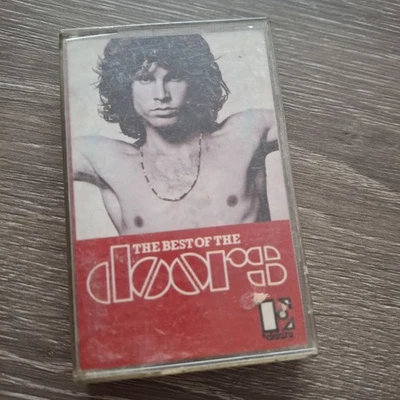 THE BEST OF THE
doors
E